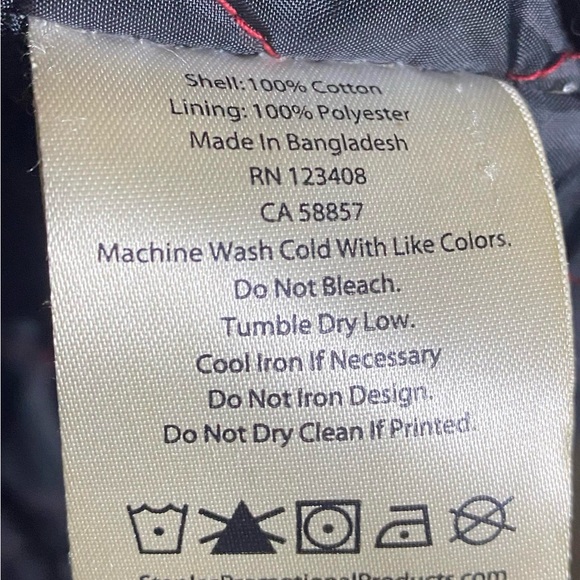 Shell: 100% Cotton
Lining: 100% Polyester
Made In Bangladesh
RN 123408
CA 58857
Machine Wash Cold With Like Colors.
Do Not Bleach.
Tumble Dry Low.
Cool Iron If Necessary
Do Not Iron Design.
Do Not Dry Clean If Printed.
StaplesPromotionalProducts.com